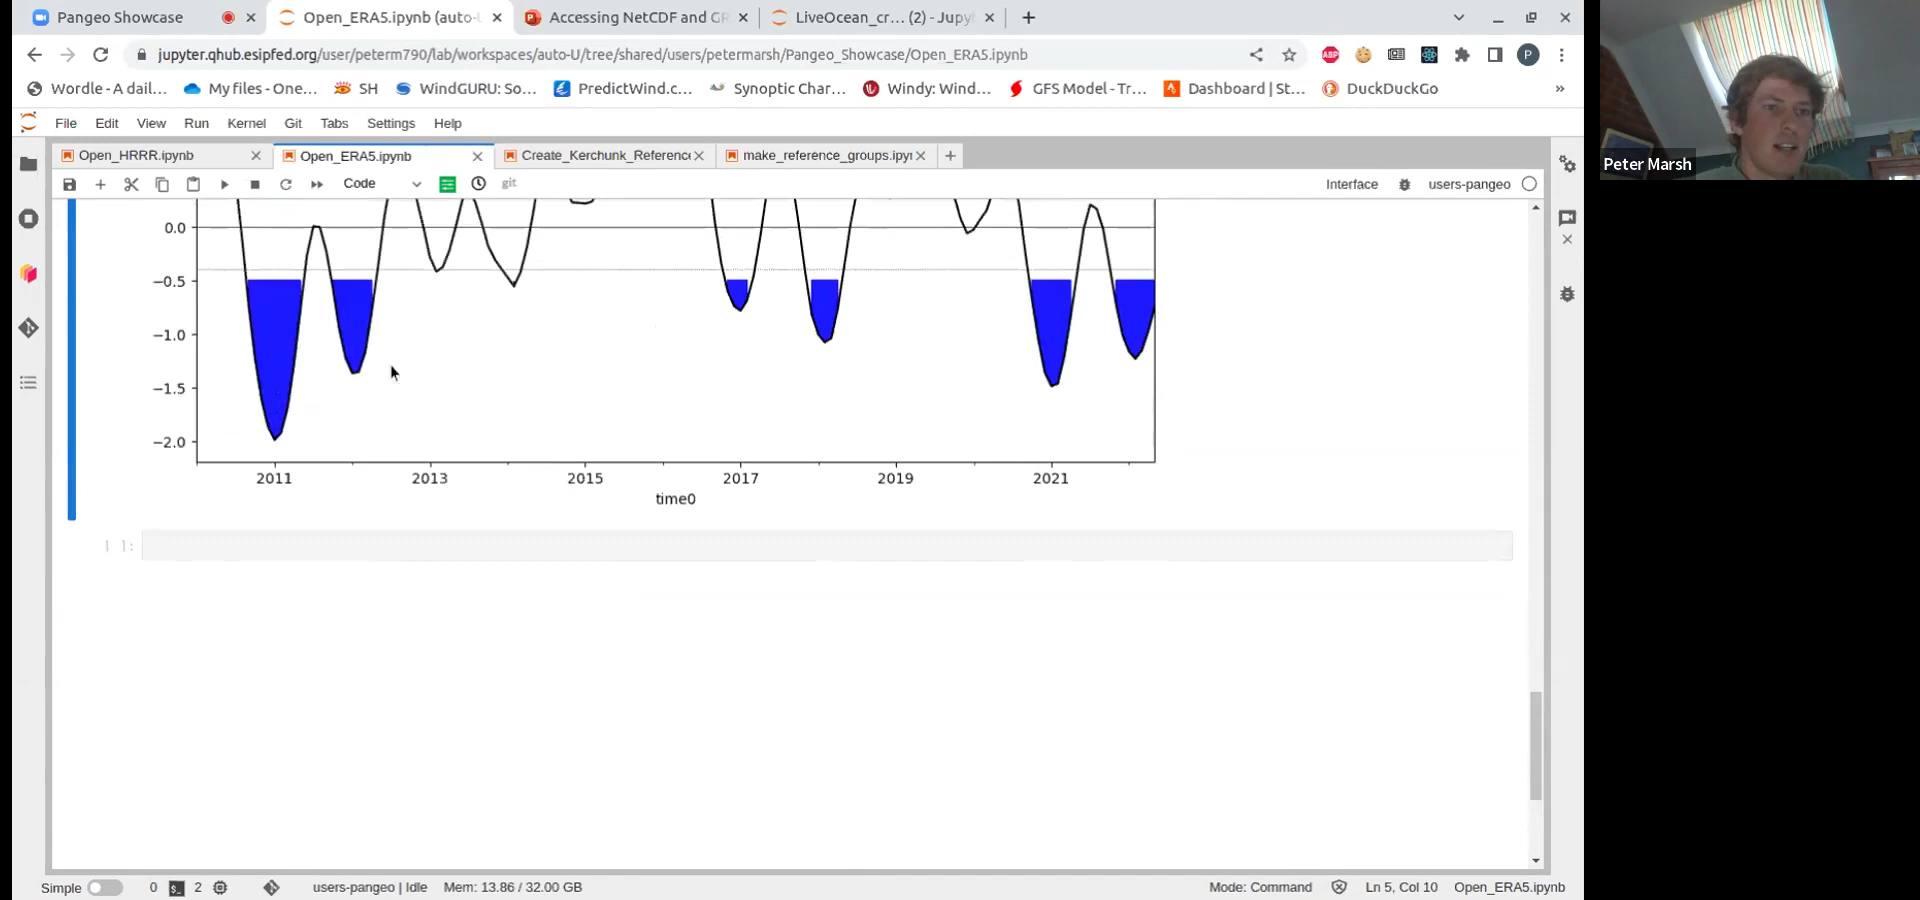 Pangeo Showcase
Open_ERA5.ipynb (auto-U
Accessing NetCDF and GR
LiveOcean_cr… (2) - Jupyt
jupyter.qhub.esipfed.org/user/peterm790/lab/workspaces/auto-U/tree/shared/users/petermarsh/Pangeo_Showcase/Open_ERA5.ipynb
ABP
P
Wordle - A dail…
My files - One…
SH
WindGURU: So…
PredictWind.c…
Synoptic Char…
Windy: Wind…
GFS Model - Tr…
Dashboard | St…
DuckDuckGo
»
File Edit View Run Kernel Git Tabs Settings Help
Open_HRRR.ipynb
Open_ERA5.ipynb
Create_Kerchunk_Reference
make_reference_groups.ipyn
Code
git
Interface
users-pangeo
0.0
−0.5
−1.0
−1.5
−2.0
2011 2013 2015 2017 2019 2021
time0
[ ]:
Simple
0
2
users-pangeo | Idle
Mem: 13.86 / 32.00 GB
Mode: Command
Ln 5, Col 10
Open_ERA5.ipynb
Peter Marsh